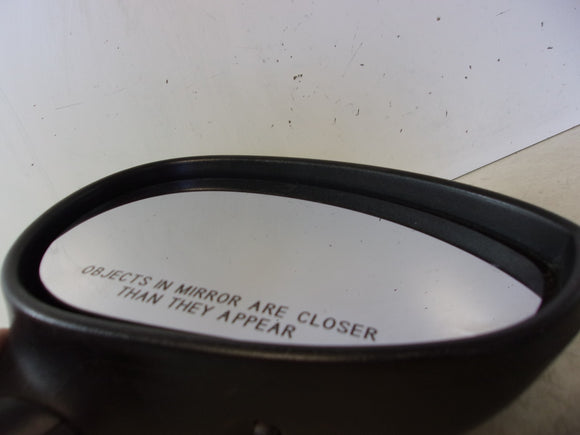 OBJECTS IN MIRROR ARE CLOSER
THAN THEY APPEAR